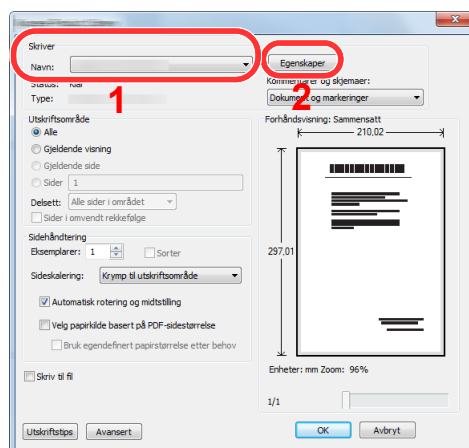 Skriver
Navn:
Egenskaper
Status: Klar
Kommentarer og skjemaer:
Type:
Dokument og markeringer
1
2
Utskriftsområde
Forhåndsvisning: Sammensatt
Alle
210,02
Gjeldende visning
Gjeldende side
Sider 1
Delsett: Alle sider i området
Sider i omvendt rekkefølge
Sidehåndtering
Eksemplarer: 1 Sorter
297,01
Sideskalering: Krymp til utskriftsområde
Automatisk rotering og midtstilling
Velg papirkilde basert på PDF-sidestørrelse
Bruk egendefinert papirstørrelse etter behov
Enheter: mm Zoom: 96%
Skriv til fil
1/1
Utskriftstips
Avansert
OK
Avbryt